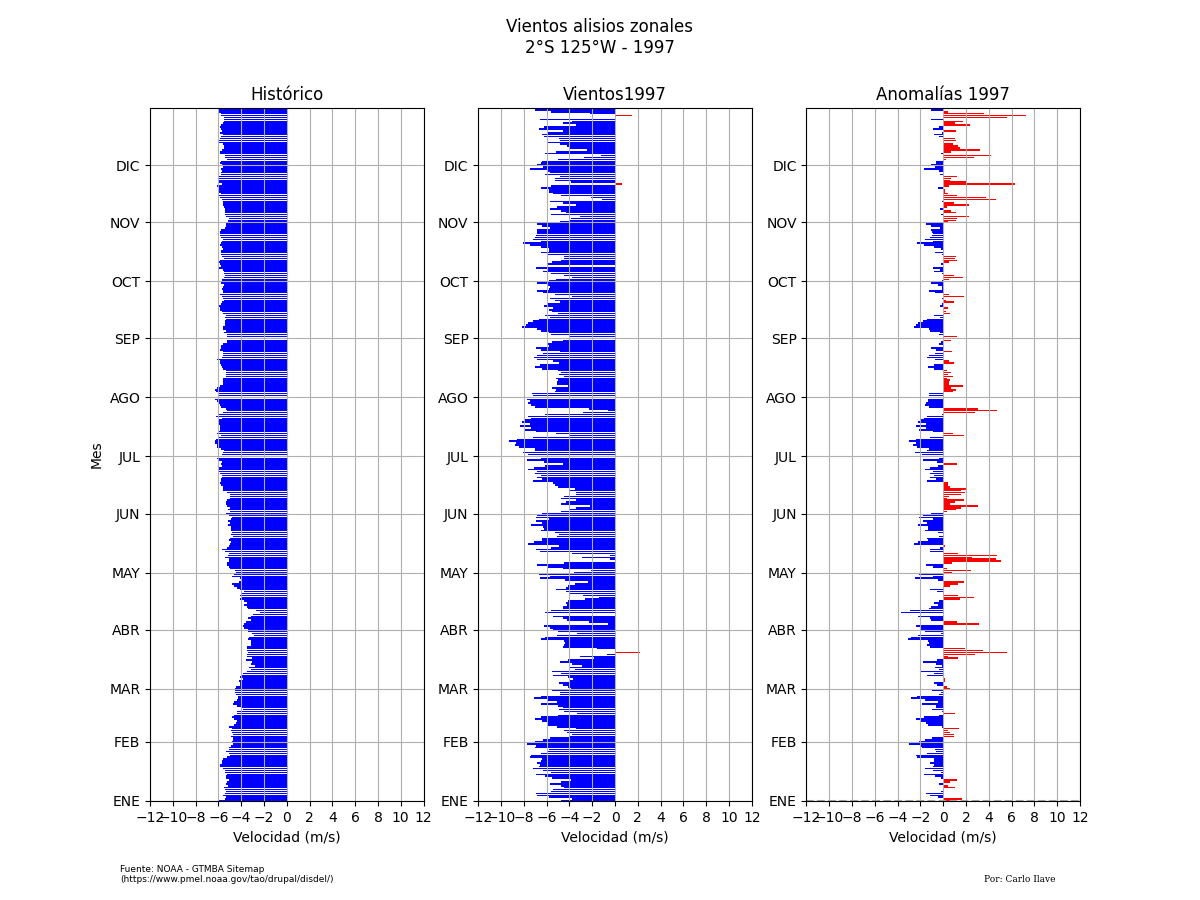 Vientos alisios zonales
2°S 125°W - 1997
Histórico
Vientos1997
Anomalías 1997
Mes
DIC
NOV
OCT
SEP
AGO
JUL
JUN
MAY
ABR
MAR
FEB
ENE
DIC
NOV
OCT
SEP
AGO
JUL
JUN
MAY
ABR
MAR
FEB
ENE
DIC
NOV
OCT
SEP
AGO
JUL
JUN
MAY
ABR
MAR
FEB
ENE
−12 −10 −8 −6 −4 −2 0 2 4 6 8 10 12
−12 −10 −8 −6 −4 −2 0 2 4 6 8 10 12
−12 −10 −8 −6 −4 −2 0 2 4 6 8 10 12
Velocidad (m/s)
Velocidad (m/s)
Velocidad (m/s)
Fuente: NOAA - GTMBA Sitemap
(https://www.pmel.noaa.gov/tao/drupal/disdel/)
Por: Carlo Ilave